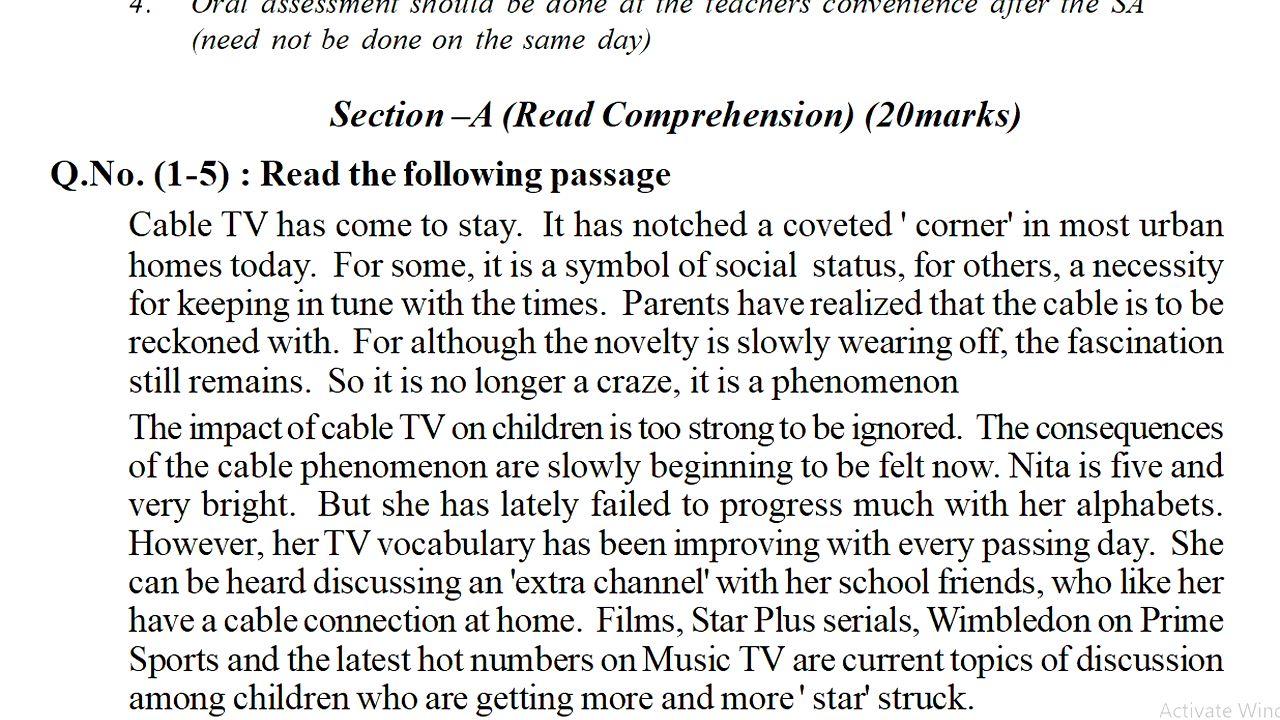 4. Oral assessment should be done at the teachers convenience after the SA
(need not be done on the same day)
Section –A (Read Comprehension) (20marks)
Q.No. (1-5) : Read the following passage
Cable TV has come to stay. It has notched a coveted ' corner' in most urban
homes today. For some, it is a symbol of social status, for others, a necessity
for keeping in tune with the times. Parents have realized that the cable is to be
reckoned with. For although the novelty is slowly wearing off, the fascination
still remains. So it is no longer a craze, it is a phenomenon
The impact of cable TV on children is too strong to be ignored. The consequences
of the cable phenomenon are slowly beginning to be felt now. Nita is five and
very bright. But she has lately failed to progress much with her alphabets.
However, her TV vocabulary has been improving with every passing day. She
can be heard discussing an 'extra channel' with her school friends, who like her
have a cable connection at home. Films, Star Plus serials, Wimbledon on Prime
Sports and the latest hot numbers on Music TV are current topics of discussion
among children who are getting more and more ' star' struck.
Activate Wind